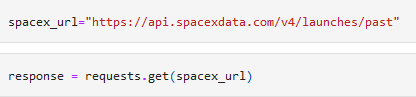 spacex_url="https://api.spacexdata.com/v4/launches/past"
response = requests.get(spacex_url)